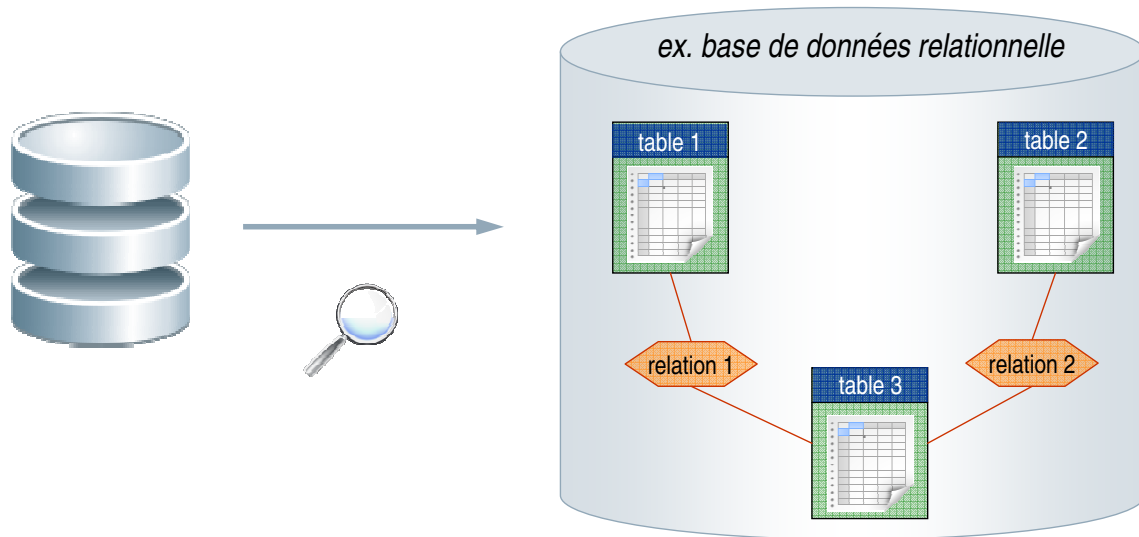 ex. base de données relationnelle
table 1
table 2
relation 1
relation 2
table 3